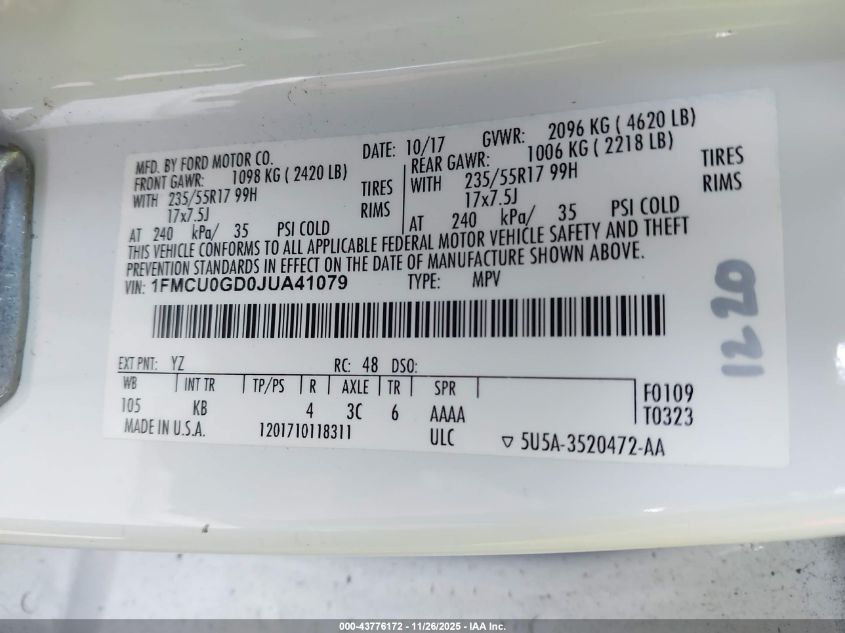 MFD. BY FORD MOTOR CO. DATE: 10/17 GVWR: 2096 KG ( 4620 LB)
FRONT GAWR: 1098 KG ( 2420 LB) REAR GAWR: 1006 KG ( 2218 LB)
WITH 235/55R17 99H TIRES WITH 235/55R17 99H TIRES
17x7.5J RIMS 17x7.5J RIMS
AT 240 kPa/ 35 PSI COLD AT 240 kPa/ 35 PSI COLD
THIS VEHICLE CONFORMS TO ALL APPLICABLE FEDERAL MOTOR VEHICLE SAFETY AND THEFT
PREVENTION STANDARDS IN EFFECT ON THE DATE OF MANUFACTURE SHOWN ABOVE.
VIN: 1FMCU0GD0JUA41079 TYPE: MPV
EXT PNT: YZ RC: 48 DSO:
WB INT TR TP/PS R AXLE TR SPR
105 KB 4 3C 6 AAAA
F0109
T0323
MADE IN U.S.A. 1201710118311 ULC ▽ 5U5A-3520472-AA
12 20
000-43776172 - 11/26/2025 - IAA Inc.